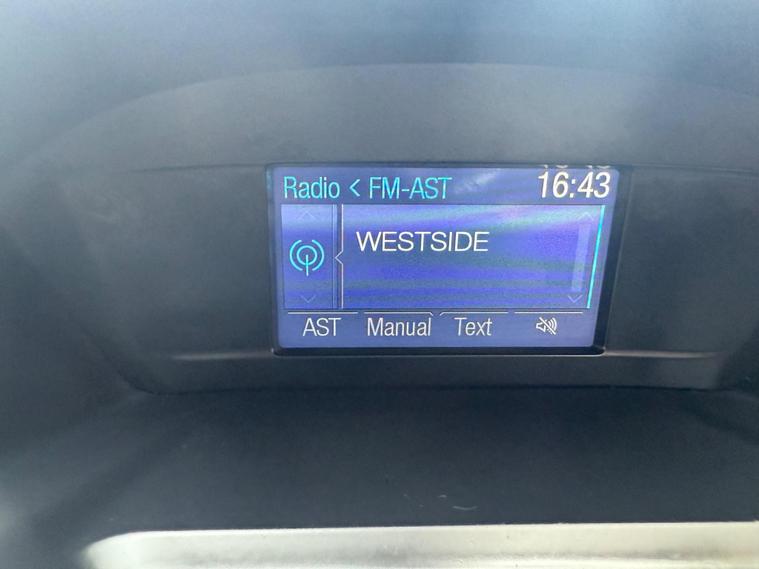 Radio < FM-AST 16:43
WESTSIDE
AST Manual Text